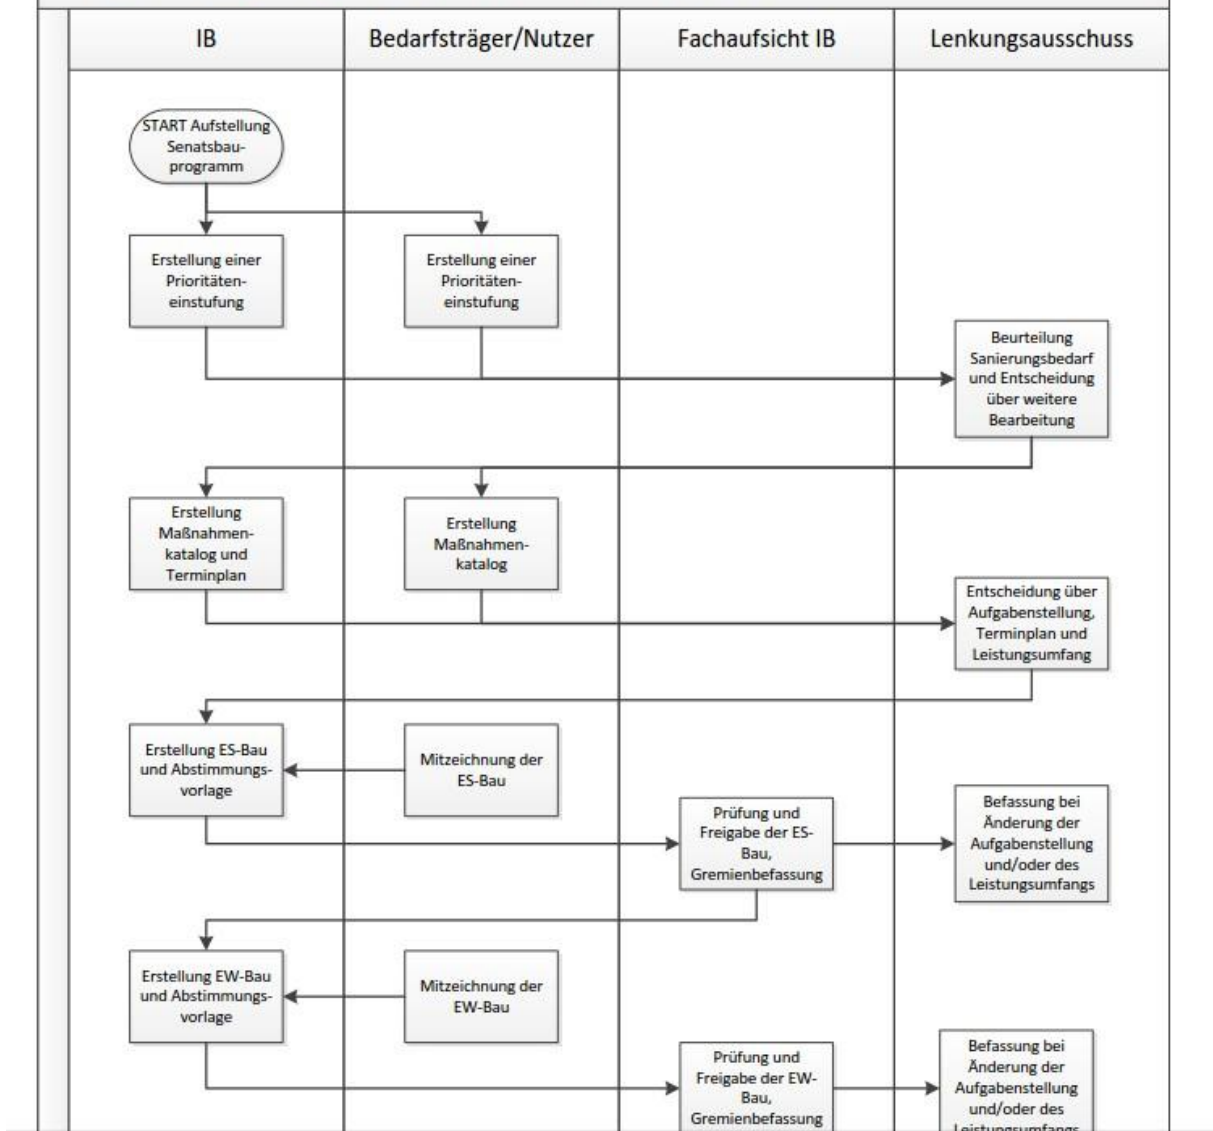 IB
Bedarfsträger/Nutzer
Fachaufsicht IB
Lenkungsausschuss
START Aufstellung
Senatsbau-
programm
Erstellung einer
Prioritäten-
einstufung
Erstellung einer
Prioritäten-
einstufung
Beurteilung
Sanierungsbedarf
und Entscheidung
über weitere
Bearbeitung
Erstellung
Maßnahmen-
katalog und
Terminplan
Erstellung
Maßnahmen-
katalog
Entscheidung über
Aufgabenstellung,
Terminplan und
Leistungsumfang
Erstellung ES-Bau
und Abstimmungs-
vorlage
Mitzeichnung der
ES-Bau
Prüfung und
Freigabe der ES-
Bau,
Gremienbefassung
Befassung bei
Änderung der
Aufgabenstellung
und/oder des
Leistungsumfangs
Erstellung EW-Bau
und Abstimmungs-
vorlage
Mitzeichnung der
EW-Bau
Prüfung und
Freigabe der EW-
Bau,
Gremienbefassung
Befassung bei
Änderung der
Aufgabenstellung
und/oder des
Leistungsumfangs